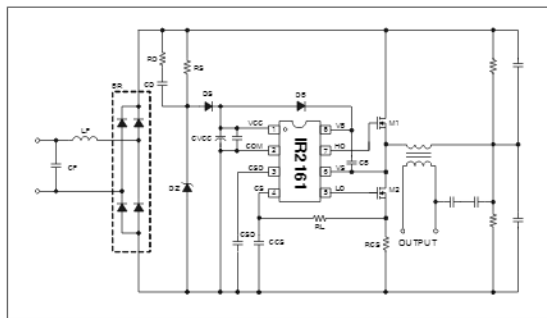 RD
RS
CD
BR
DS
DB
LF
CF
CVCC
VCC
1
8
VB
M1
COM
2
7
HO
IR2161
CSD
3
6
VS
CB
CS
4
5
LO
M2
DZ
RL
CSD
CCS
RCS
OUTPUT